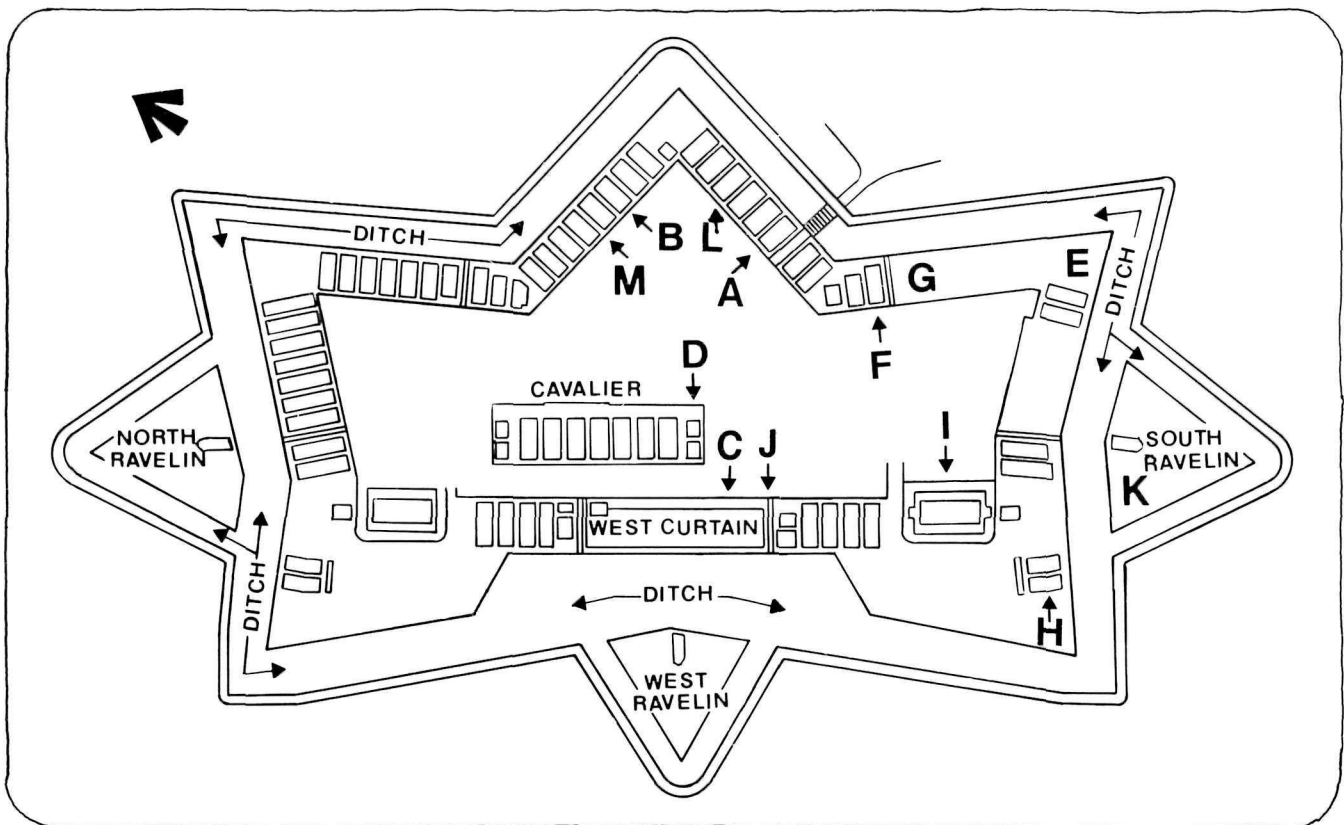 DITCH
B
L
E
M
A
G
DITCH
F
D
CAVALIER
NORTH
RAVELIN
C
J
I
SOUTH
RAVELIN
K
WEST CURTAIN
DITCH
DITCH
H
WEST
RAVELIN